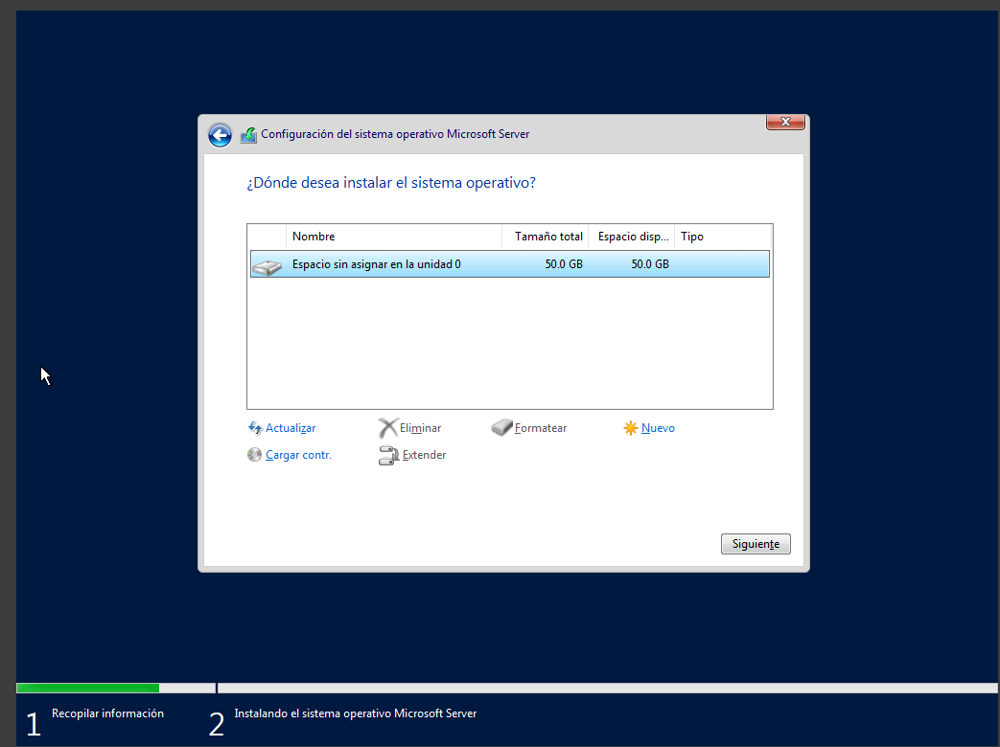 Configuración del sistema operativo Microsoft Server
¿Dónde desea instalar el sistema operativo?
Nombre Tamaño total Espacio disp... Tipo
Espacio sin asignar en la unidad 0 50.0 GB 50.0 GB
Actualizar Eliminar Formatear Nuevo
Cargar contr. Extender
Siguiente
1 Recopilar información 2 Instalando el sistema operativo Microsoft Server